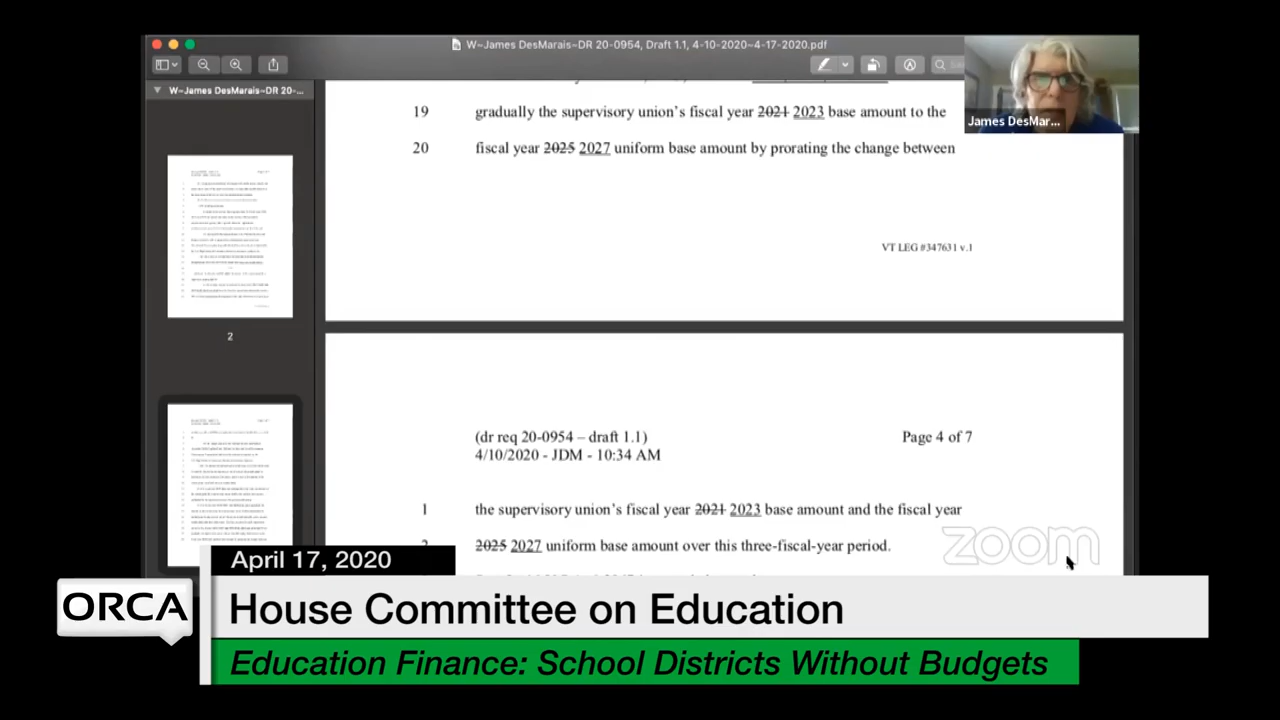 W~James DesMarais~DR 20-0954, Draft 1.1, 4-10-2020~4-17-2020.pdf
W~James DesMarais~DR 20-...
James DesMar...
19 gradually the supervisory union's fiscal year 2021 2023 base amount to the
20 fiscal year 2025 2027 uniform base amount by prorating the change between
VT LEG #347631 v.1
2
(dr req 20-0954 – draft 1.1) Page 4 of 7
4/10/2020 - JDM - 10:34 AM
1 the supervisory union's fiscal year 2021 2023 base amount and the fiscal year
2 2025 2027 uniform base amount over this three-fiscal-year period.
zoom
April 17, 2020
ORCA
House Committee on Education
Education Finance: School Districts Without Budgets